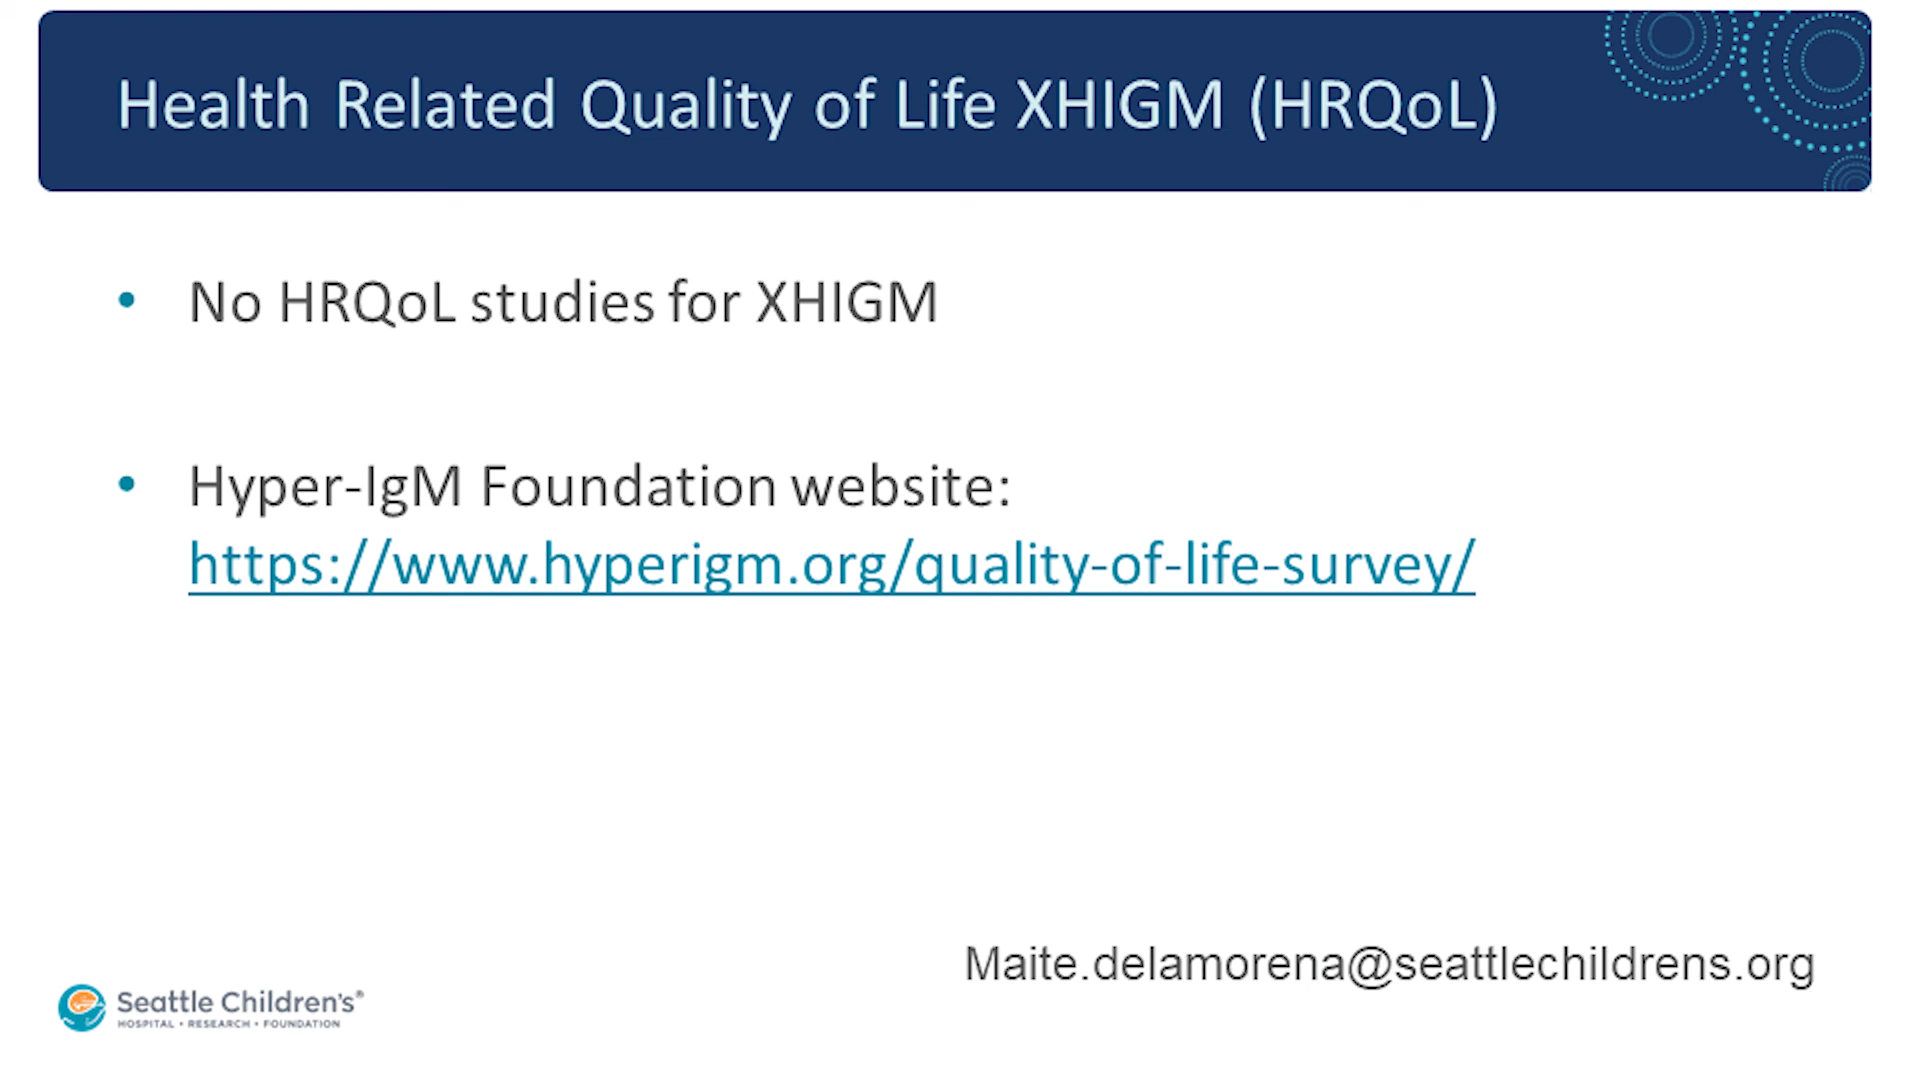 Health Related Quality of Life XHIGM (HRQoL)
• No HRQoL studies for XHIGM
• Hyper-IgM Foundation website:
https://www.hyperigm.org/quality-of-life-survey/
Maite.delamorena@seattlechildrens.org
Seattle Children's®
HOSPITAL • RESEARCH • FOUNDATION